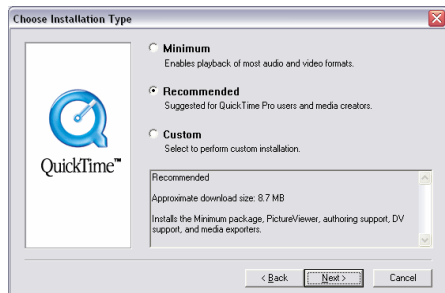 Choose Installation Type
Minimum
Enables playback of most audio and video formats.
Recommended
Suggested for QuickTime Pro users and media creators.
Custom
Select to perform custom installation.
QuickTime™
Recommended
Approximate download size: 8.7 MB
Installs the Minimum package, PictureViewer, authoring support, DV
support, and media exporters.
< Back
Next >
Cancel